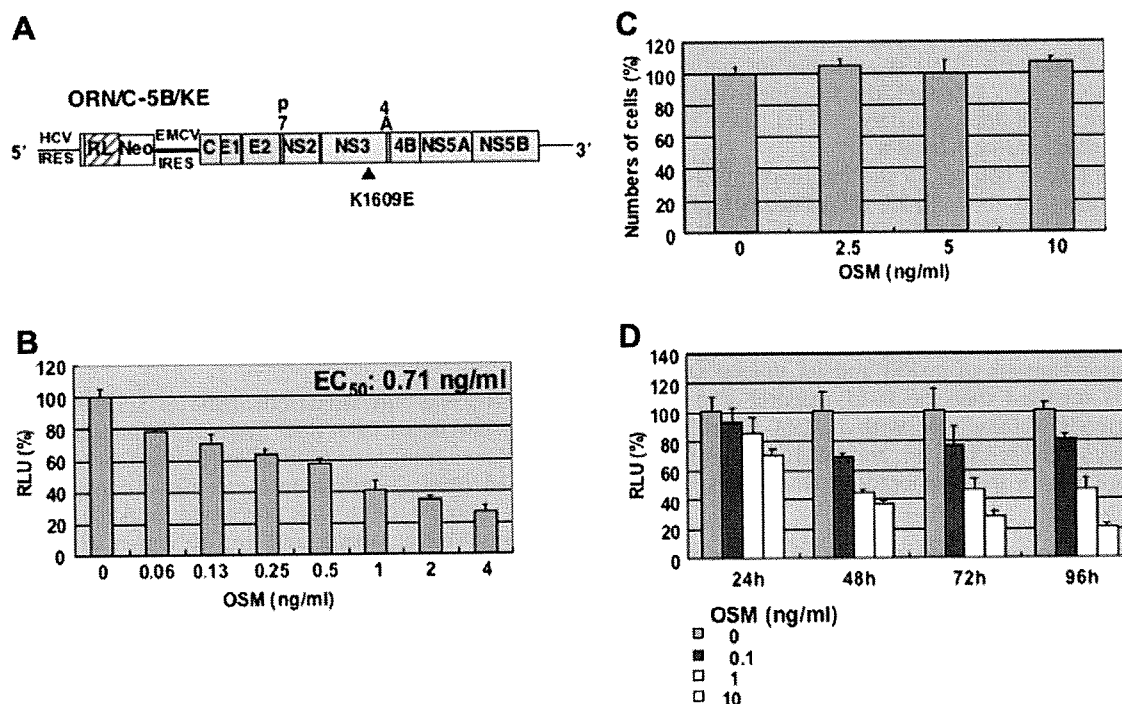 A
ORN/C-5B/KE
p
7
4
A
HCV
IRES
EMCV
IRES
5’ RL Neo C E1 E2 NS2 NS3 4B NS5A NS5B 3’
K1609E
B
EC50: 0.71 ng/ml
RLU (%)
120
100
80
60
40
20
0
0 0.06 0.13 0.25 0.5 1 2 4
OSM (ng/ml)
C
Numbers of cells (%)
120
100
80
60
40
20
0
0 2.5 5 10
OSM (ng/ml)
D
RLU (%)
140
120
100
80
60
40
20
0
24h 48h 72h 96h
OSM (ng/ml)
0
0.1
1
10